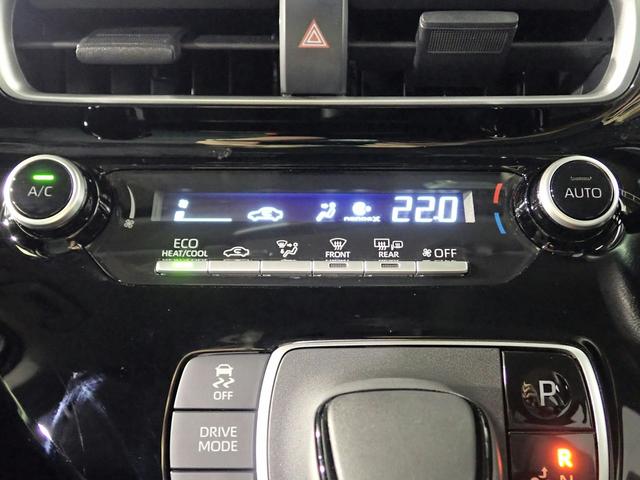 A/C
22.0
AUTO
ECO
HEAT/COOL
FRONT
REAR
OFF
OFF
DRIVE
MODE
R
R
N